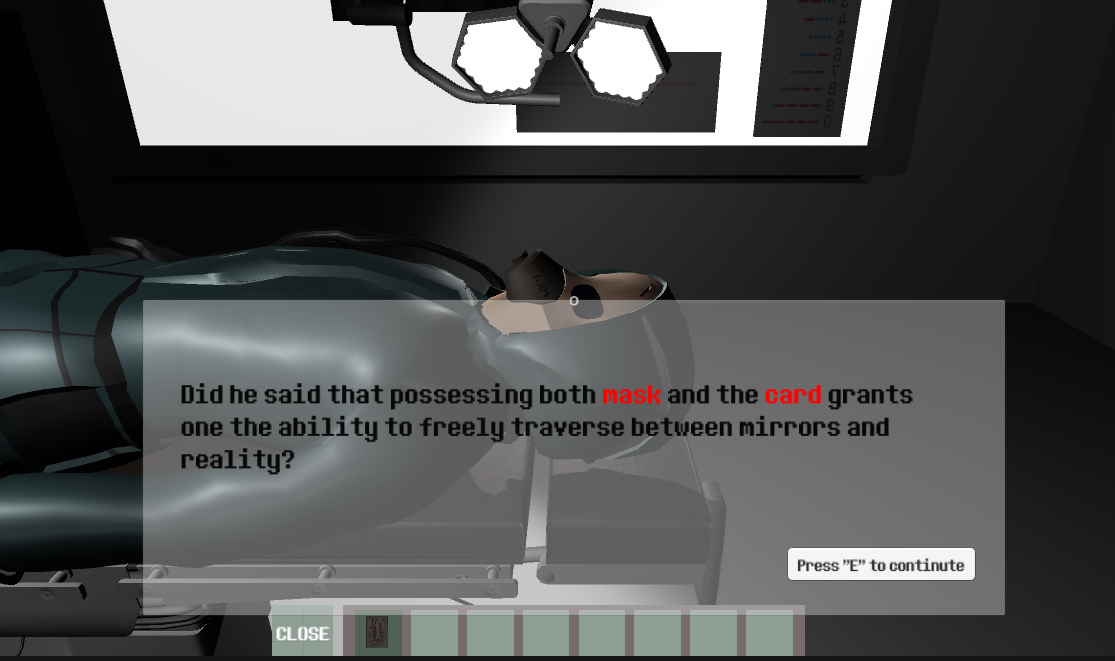 Did he said that possessing both mask and the card grants
one the ability to freely traverse between mirrors and
reality?
Press "E" to continute
CLOSE